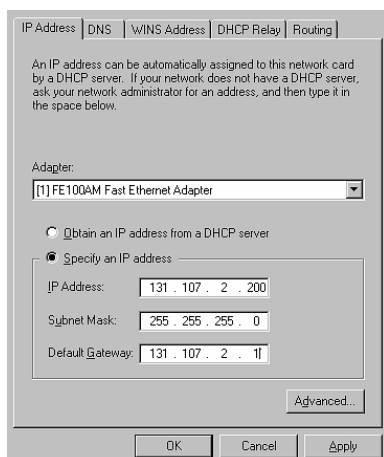 IP Address DNS WINS Address DHCP Relay Routing
An IP address can be automatically assigned to this network card
by a DHCP server. If your network does not have a DHCP server,
ask your network administrator for an address, and then type it in
the space below.
Adapter:
[1] FE100AM Fast Ethernet Adapter
Obtain an IP address from a DHCP server
Specify an IP address
IP Address: 131 . 107 . 2 . 200
Subnet Mask: 255 . 255 . 255 . 0
Default Gateway: 131 . 107 . 2 . 1
Advanced...
OK Cancel Apply